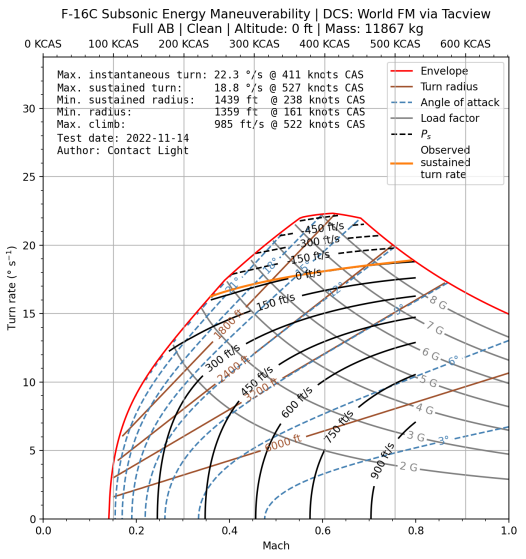 F-16C Subsonic Energy Maneuverability | DCS: World FM via Tacview
Full AB | Clean | Altitude: 0 ft | Mass: 11867 kg
0 KCAS 100 KCAS 200 KCAS 300 KCAS 400 KCAS 500 KCAS 600 KCAS
Max. instantaneous turn: 22.3 °/s @ 411 knots CAS
Max. sustained turn: 18.8 °/s @ 527 knots CAS
Min. sustained radius: 1439 ft @ 238 knots CAS
Min. radius: 1359 ft @ 161 knots CAS
Max. climb: 985 ft/s @ 522 knots CAS
Test date: 2022-11-14
Author: Contact Light
Envelope
Turn radius
Angle of attack
Load factor
Ps
Observed
sustained
turn rate
30
25
20
15
10
5
0
Turn rate (° s⁻¹)
-450 ft/s
-300 ft/s
-150 ft/s
0 ft/s
150 ft/s
300 ft/s
450 ft/s
600 ft/s
750 ft/s
900 ft/s
1800 ft
2400 ft
3200 ft
6000 ft
8 G
7 G
6 G
5 G
4 G
3 G
2 G
6°
3°
0.0 0.2 0.4 0.6 0.8 1.0
Mach